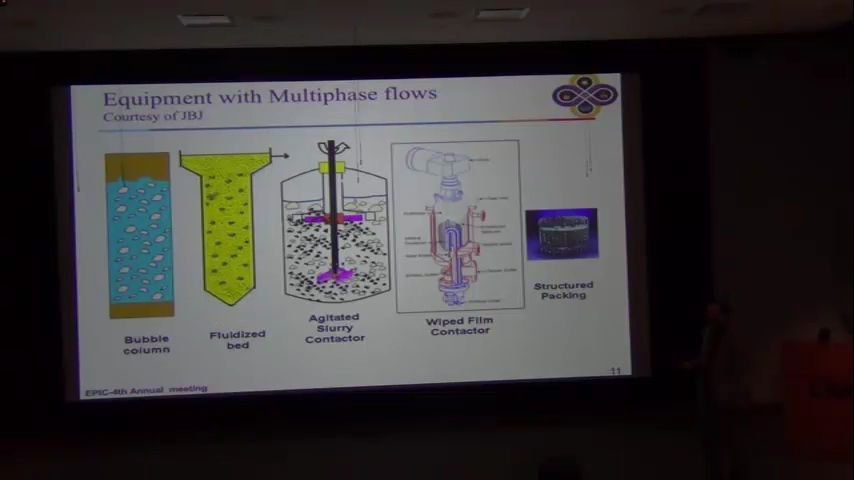 Equipment with Multiphase flows
Courtesy of JBJ
Bubble
column
Fluidized
bed
Agitated
Slurry
Contactor
Wiped Film
Contactor
Structured
Packing
EPIC-4th Annual meeting
11